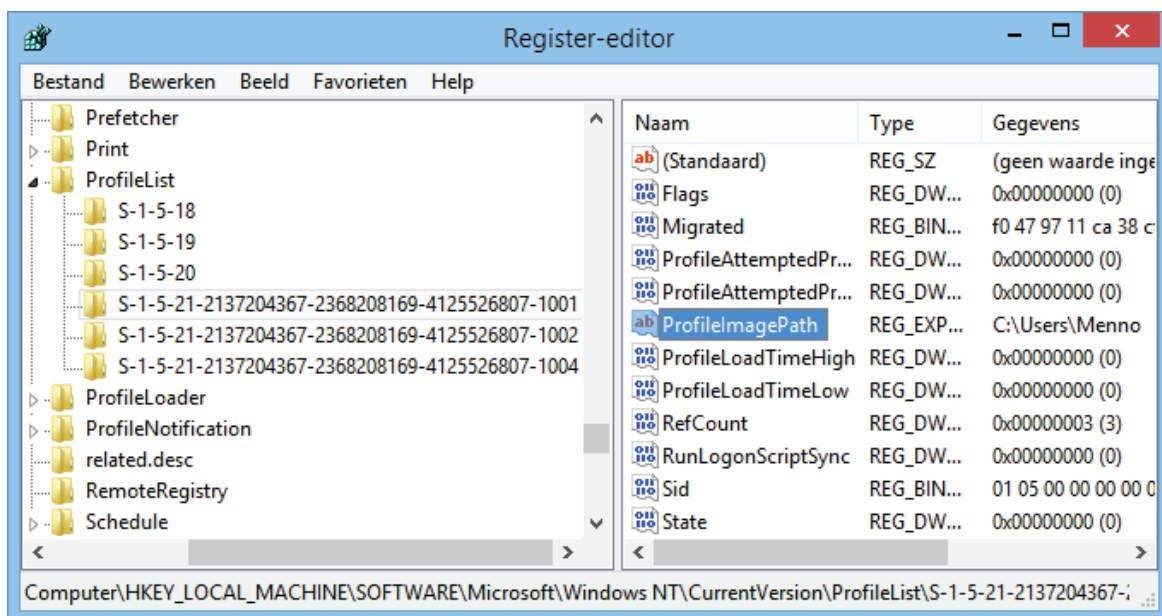 Register-editor
Bestand Bewerken Beeld Favorieten Help
Prefetcher
Print
ProfileList
S-1-5-18
S-1-5-19
S-1-5-20
S-1-5-21-2137204367-2368208169-4125526807-1001
S-1-5-21-2137204367-2368208169-4125526807-1002
S-1-5-21-2137204367-2368208169-4125526807-1004
ProfileLoader
ProfileNotification
related.desc
RemoteRegistry
Schedule
Naam Type Gegevens
(Standaard) REG_SZ (geen waarde inge
Flags REG_DW... 0x00000000 (0)
Migrated REG_BIN... f0 47 97 11 ca 38 c
ProfileAttemptedPr... REG_DW... 0x00000000 (0)
ProfileAttemptedPr... REG_DW... 0x00000000 (0)
ProfileImagePath REG_EXP... C:\Users\Menno
ProfileLoadTimeHigh REG_DW... 0x00000000 (0)
ProfileLoadTimeLow REG_DW... 0x00000000 (0)
RefCount REG_DW... 0x00000003 (3)
RunLogonScriptSync REG_DW... 0x00000000 (0)
Sid REG_BIN... 01 05 00 00 00 00 0
State REG_DW... 0x00000000 (0)
Computer\HKEY_LOCAL_MACHINE\SOFTWARE\Microsoft\Windows NT\CurrentVersion\ProfileList\S-1-5-21-2137204367-